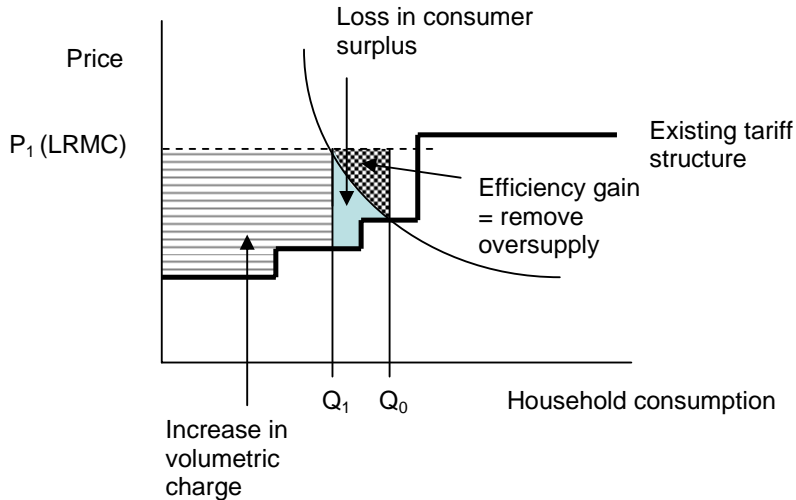 Loss in consumer
surplus
Price
P₁ (LRMC)
Existing tariff
structure
Efficiency gain
= remove
oversupply
Q₁
Q₀
Household consumption
Increase in
volumetric
charge